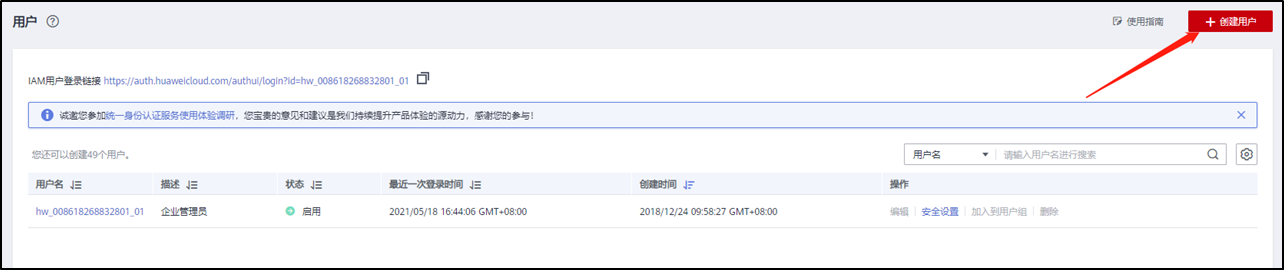 用户
使用指南
+ 创建用户
IAM用户登录链接 https://auth.huaweicloud.com/authui/login?id=hw_008618268832801_01
诚邀您参加统一身份认证服务使用体验调研，您宝贵的意见和建议是我们持续提升产品体验的源动力，感谢您的参与！
您还可以创建49个用户。
用户名 请输入用户名进行搜索
用户名 描述 状态 最近一次登录时间 创建时间 操作
hw_008618268832801_01 企业管理员 启用 2021/05/18 16:44:06 GMT+08:00 2018/12/24 09:58:27 GMT+08:00 编辑 安全设置 加入到用户组 删除